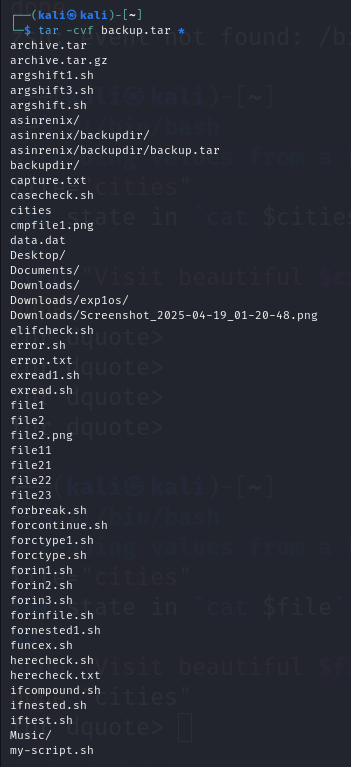 ┌──(kali㉿kali)-[~]
└─$ tar -cvf backup.tar *
archive.tar
archive.tar.gz
argshift1.sh
argshift3.sh
argshift.sh
asinrenix/
asinrenix/backupdir/
asinrenix/backupdir/backup.tar
backupdir/
capture.txt
casecheck.sh
cities
cmpfile1.png
data.dat
Desktop/
Documents/
Downloads/
Downloads/exp1os/
Downloads/Screenshot_2025-04-19_01-20-48.png
elifcheck.sh
error.sh
error.txt
exread1.sh
exread.sh
file1
file2
file2.png
file11
file21
file22
file23
forbreak.sh
forcontinue.sh
forctype1.sh
forctype.sh
forin1.sh
forin2.sh
forin3.sh
forinfile.sh
fornested1.sh
funcex.sh
herecheck.sh
herecheck.txt
ifcompound.sh
ifnested.sh
iftest.sh
Music/
my-script.sh